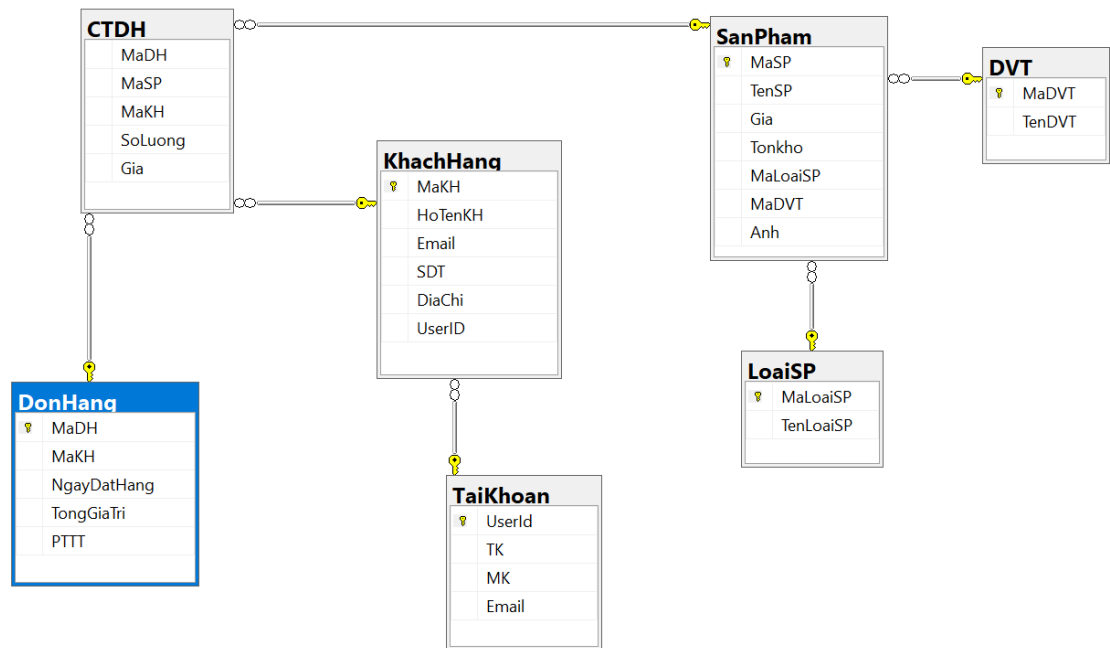 CTDH
MaDH
MaSP
MaKH
SoLuong
Gia
KhachHang
MaKH
HoTenKH
Email
SDT
DiaChi
UserID
SanPham
MaSP
TenSP
Gia
Tonkho
MaLoaiSP
MaDVT
Anh
DVT
MaDVT
TenDVT
DonHang
MaDH
MaKH
NgayDatHang
TongGiaTri
PTTT
TaiKhoan
UserId
TK
MK
Email
LoaiSP
MaLoaiSP
TenLoaiSP